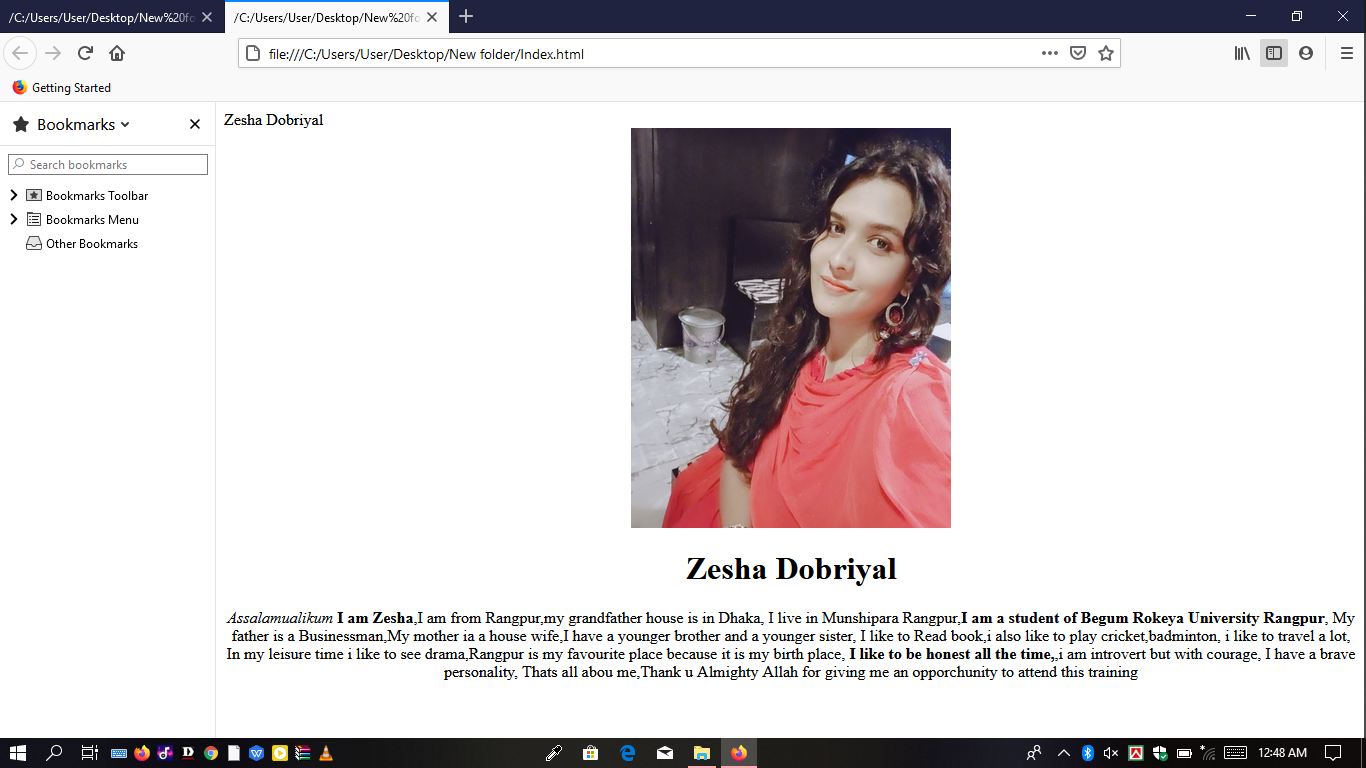 /C:/Users/User/Desktop/New%20fo
/C:/Users/User/Desktop/New%20fo
file:///C:/Users/User/Desktop/New folder/Index.html
Getting Started
Bookmarks
Search bookmarks
Bookmarks Toolbar
Bookmarks Menu
Other Bookmarks
Zesha Dobriyal
Zesha Dobriyal
Assalamualikum I am Zesha,I am from Rangpur,my grandfather house is in Dhaka, I live in Munshipara Rangpur,I am a student of Begum Rokeya University Rangpur, My
father is a Businessman,My mother ia a house wife,I have a younger brother and a younger sister, I like to Read book,i also like to play cricket,badminton, i like to travel a lot,
In my leisure time i like to see drama,Rangpur is my favourite place because it is my birth place, I like to be honest all the time,,i am introvert but with courage, I have a brave
personality, Thats all abou me,Thank u Almighty Allah for giving me an opporchunity to attend this training
12:48 AM